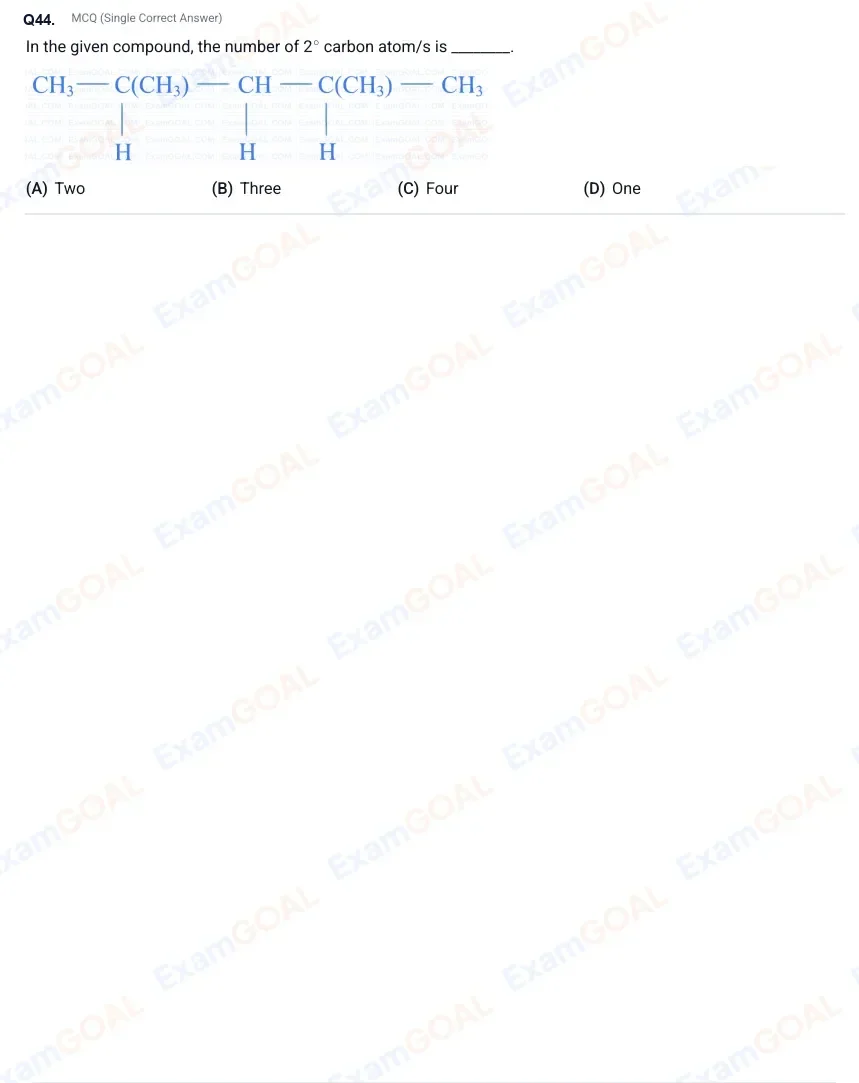 Q44. MCQ (Single Correct Answer)
In the given compound, the number of 2° carbon atom/s is ________.
CH₃ — C(CH₃) — CH — C(CH₃) — CH₃
H H H
(A) Two (B) Three (C) Four (D) One
ExamGOAL